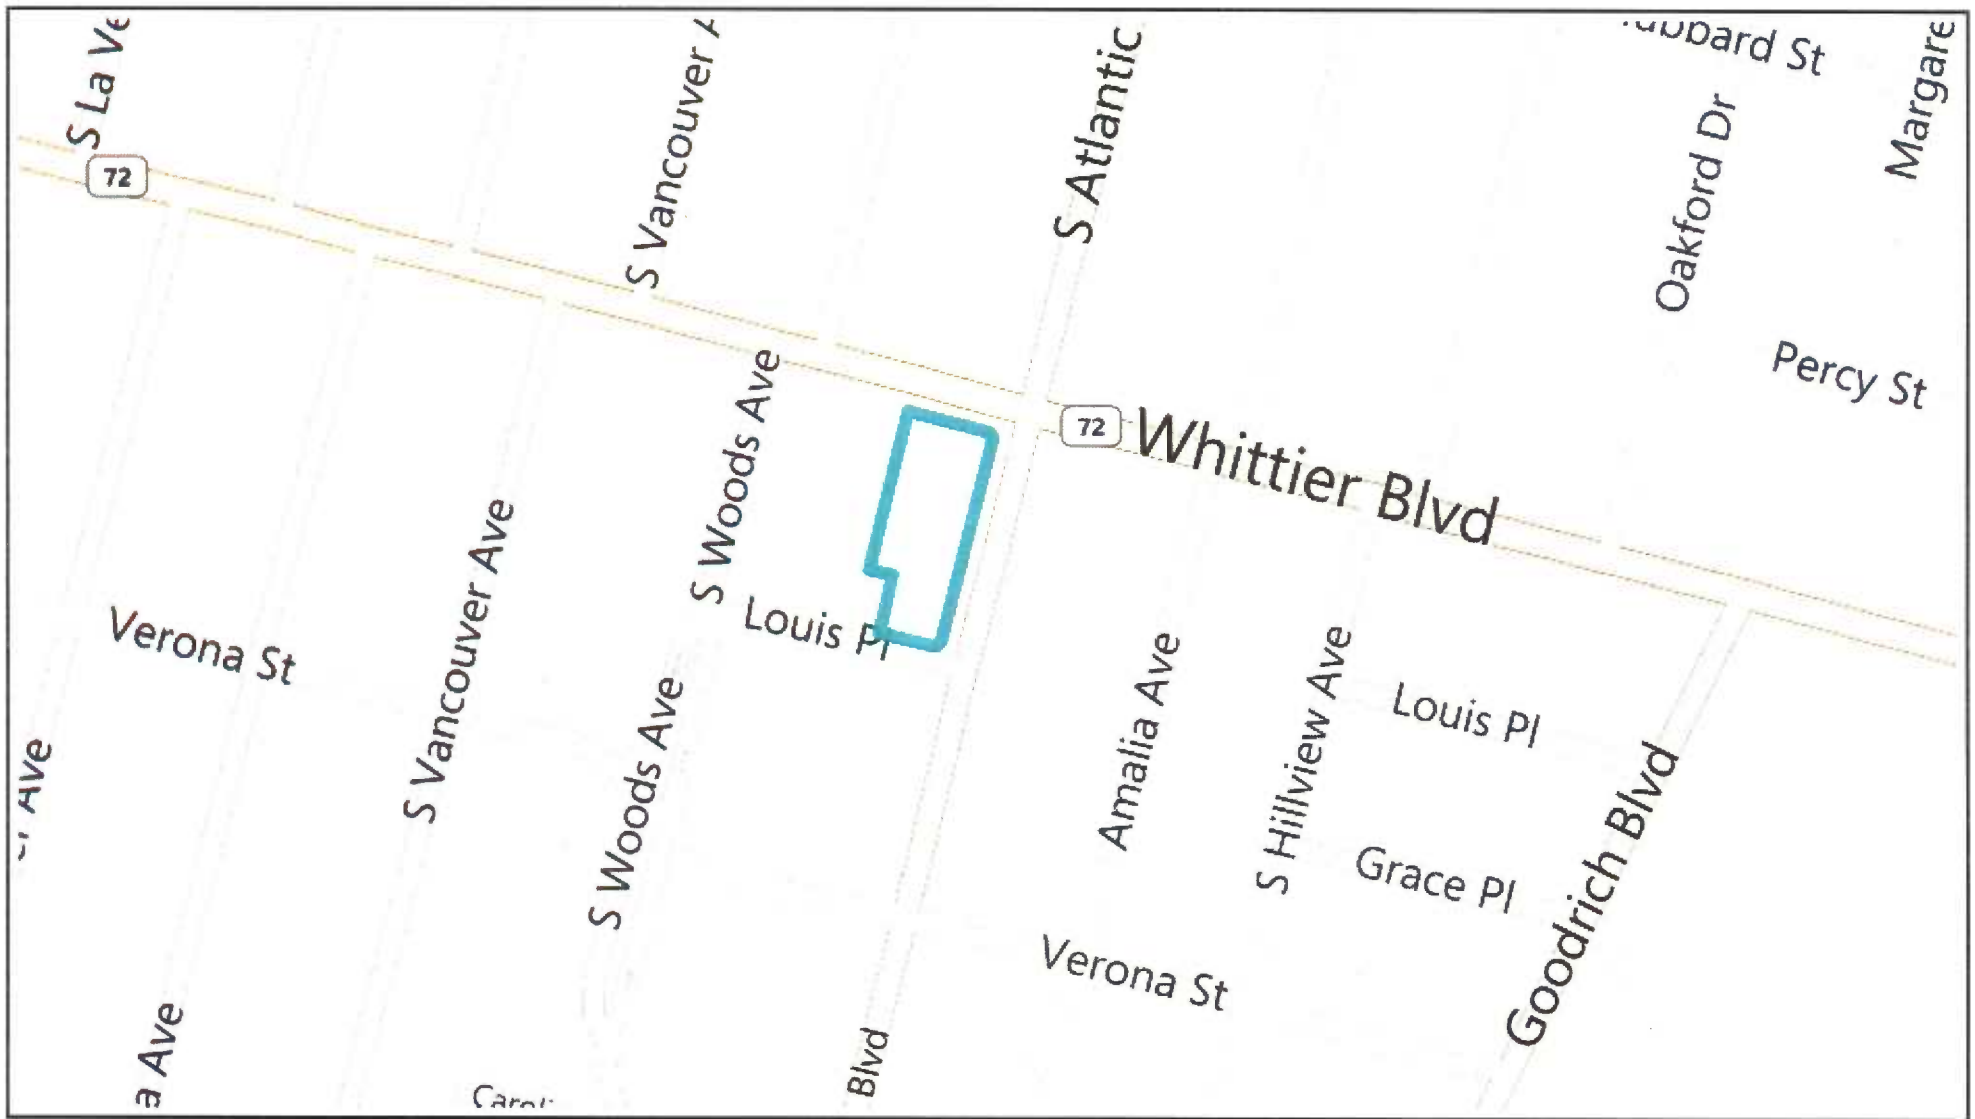 S La Ve
S Vancouver A
S Atlantic
ubbard St
Margare
Oakford Dr
72
Percy St
S Woods Ave
72
Whittier Blvd
S Vancouver Ave
Louis Pl
Verona St
S Woods Ave
Amalia Ave
S Hillview Ave
Louis Pl
Ave
Grace Pl
Goodrich Blvd
Verona St
a Ave
Blvd